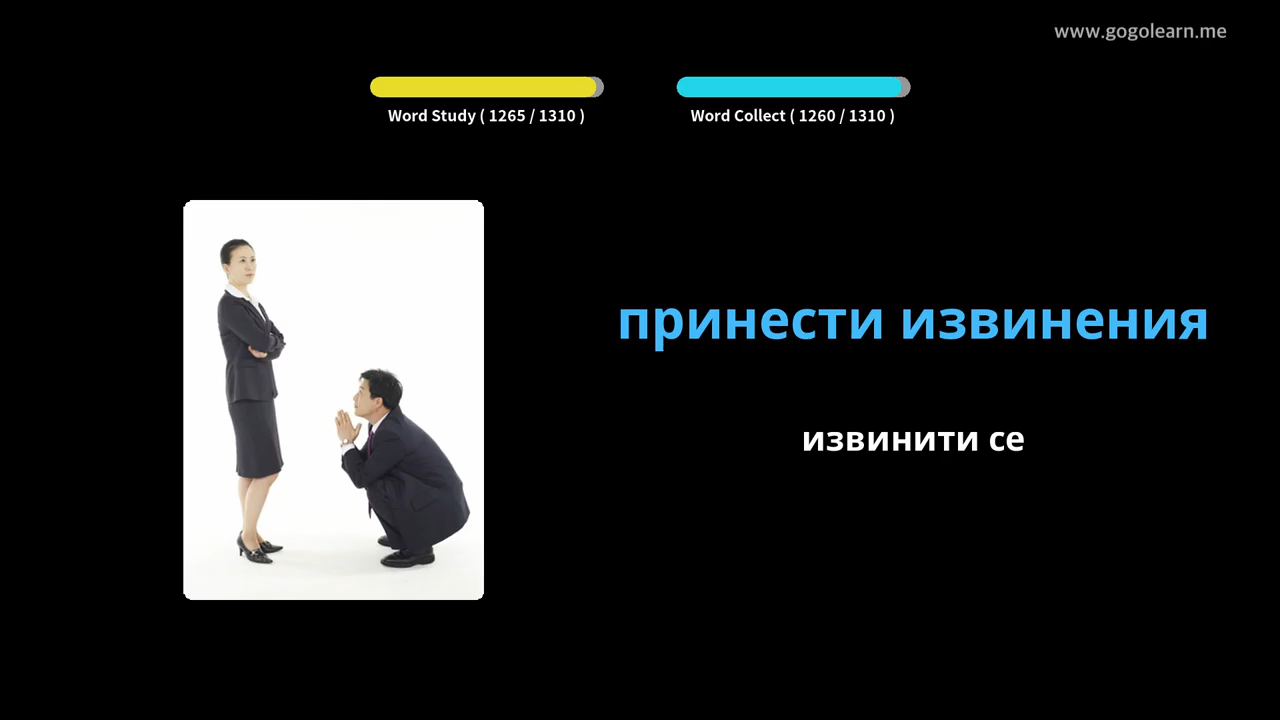 www.gogolearn.me
Word Study ( 1265 / 1310 )
Word Collect ( 1260 / 1310 )
принести извинения
извинити се